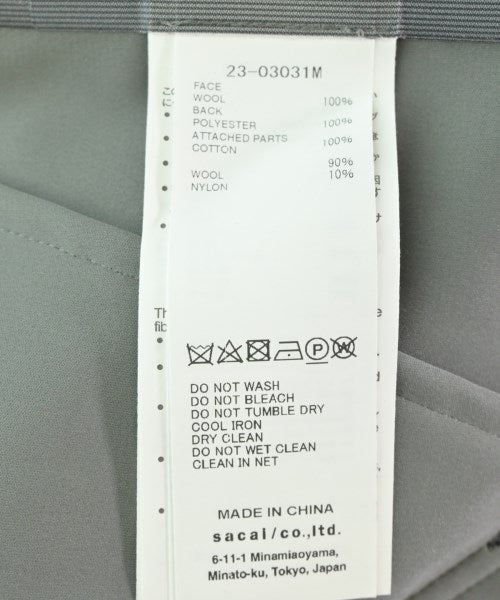 23-03031M
FACE
WOOL 100%
BACK
POLYESTER 100%
ATTACHED PARTS
COTTON 100%
WOOL 90%
NYLON 10%
P
W
DO NOT WASH
DO NOT BLEACH
DO NOT TUMBLE DRY
COOL IRON
DRY CLEAN
DO NOT WET CLEAN
CLEAN IN NET
MADE IN CHINA
sacai/co.,ltd.
6-11-1 Minamiaoyama,
Minato-ku, Tokyo, Japan